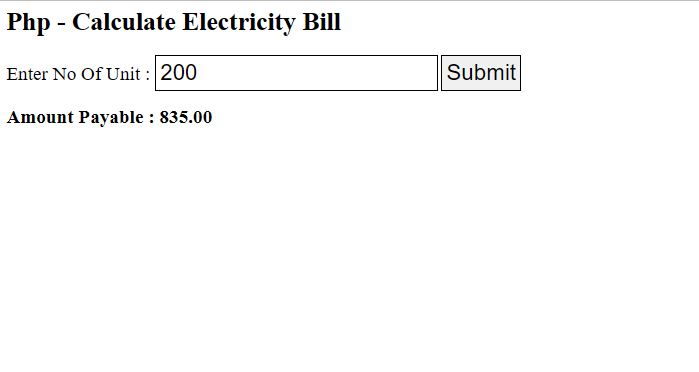 Php - Calculate Electricity Bill
Enter No Of Unit : 200 Submit
Amount Payable : 835.00